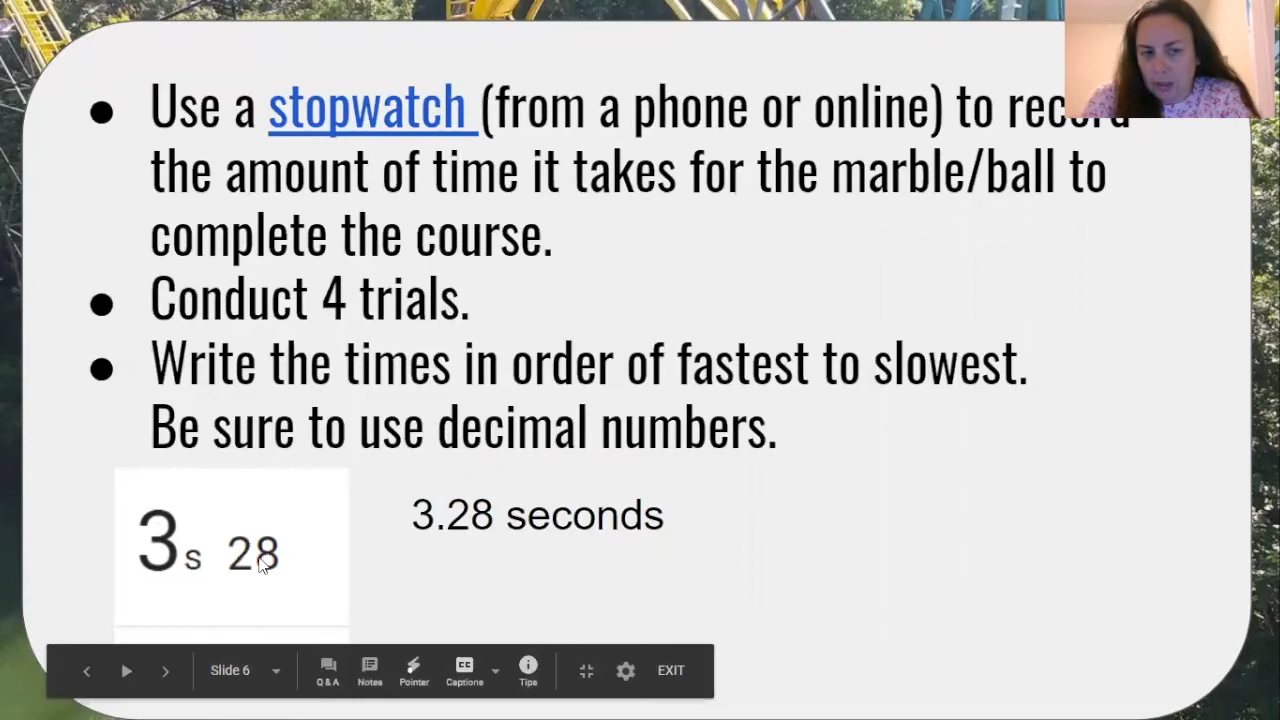 ● Use a stopwatch (from a phone or online) to record
the amount of time it takes for the marble/ball to
complete the course.
● Conduct 4 trials.
● Write the times in order of fastest to slowest.
Be sure to use decimal numbers.
3 s 28
3.28 seconds
Slide 6
Q & A Notes Pointer Captions Tips EXIT
CC